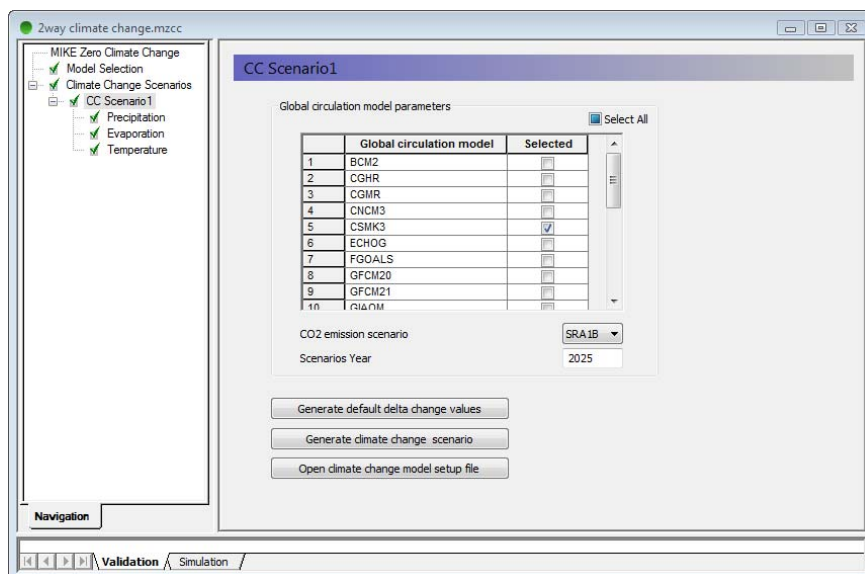 2way climate change.mzcc
MIKE Zero Climate Change
Model Selection
Climate Change Scenarios
CC Scenario1
Precipitation
Evaporation
Temperature
Navigation
CC Scenario1
Global circulation model parameters
Select All
Global circulation model Selected
1 BCM2
2 CGHR
3 CGMR
4 CNCM3
5 CSMK3
6 ECHOG
7 FGOALS
8 GFCM20
9 GFCM21
10 GIAOM
CO2 emission scenario SRA1B
Scenarios Year 2025
Generate default delta change values
Generate climate change scenario
Open climate change model setup file
Validation Simulation